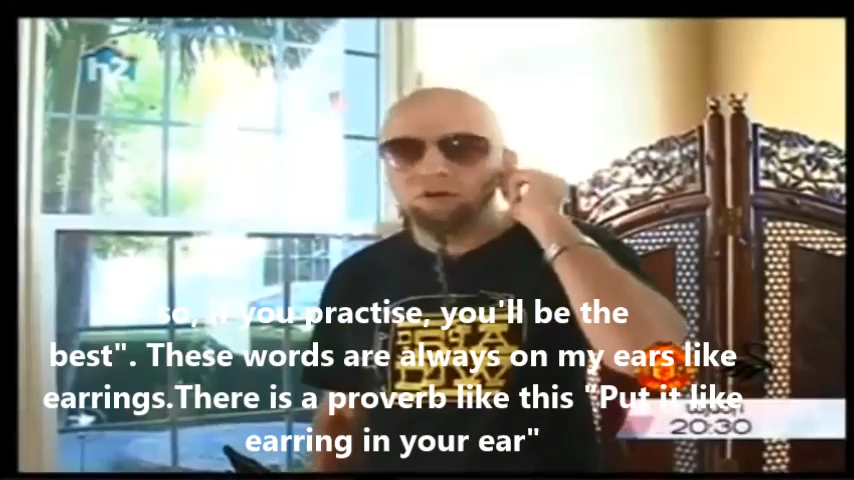 h2
so, if you practise, you'll be the
best". These words are always on my ears like
earrings.There is a proverb like this "Put it like
earring in your ear"
20:30